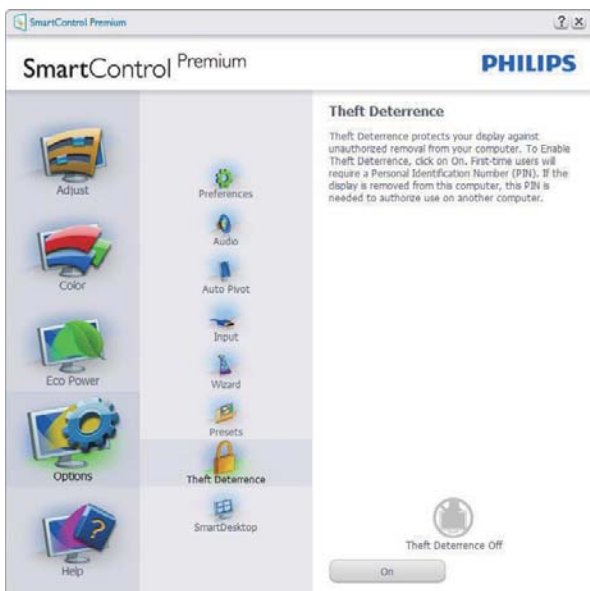 SmartControl Premium
? X
SmartControl Premium
PHILIPS
Adjust
Color
Eco Power
Options
Help
Preferences
Audio
Auto Pivot
Input
Wizard
Presets
Theft Deterrence
SmartDesktop
Theft Deterrence
Theft Deterrence protects your display against
unauthorized removal from your computer. To Enable
Theft Deterrence, click on On. First-time users will
require a Personal Identification Number (PIN). If the
display is removed from this computer, this PIN is
needed to authorize use on another computer.
Theft Deterrence Off
On